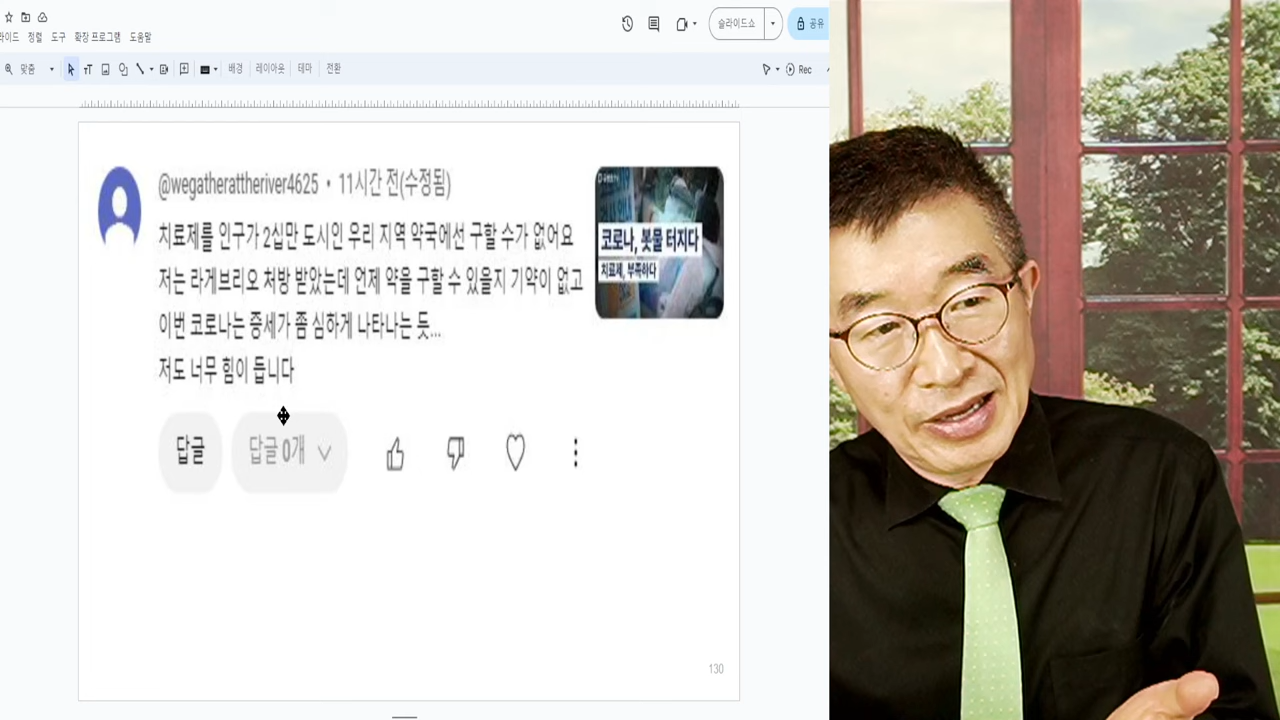 라이드 정렬 도구 확장 프로그램 도움말
슬라이드쇼
공유
맞춤
배경 레이아웃 테마 전환
Rec
@wegatherattheriver4625 • 11시간 전(수정됨)
치료제를 인구가 2십만 도시인 우리 지역 약국에선 구할 수가 없어요
저는 라게브리오 처방 받았는데 언제 약을 구할 수 있을지 기약이 없고
이번 코로나는 증세가 좀 심하게 나타나는 듯...
저도 너무 힘이 듭니다
코로나, 봇물 터지다
치료제, 부족하다
답글
답글 0개
130